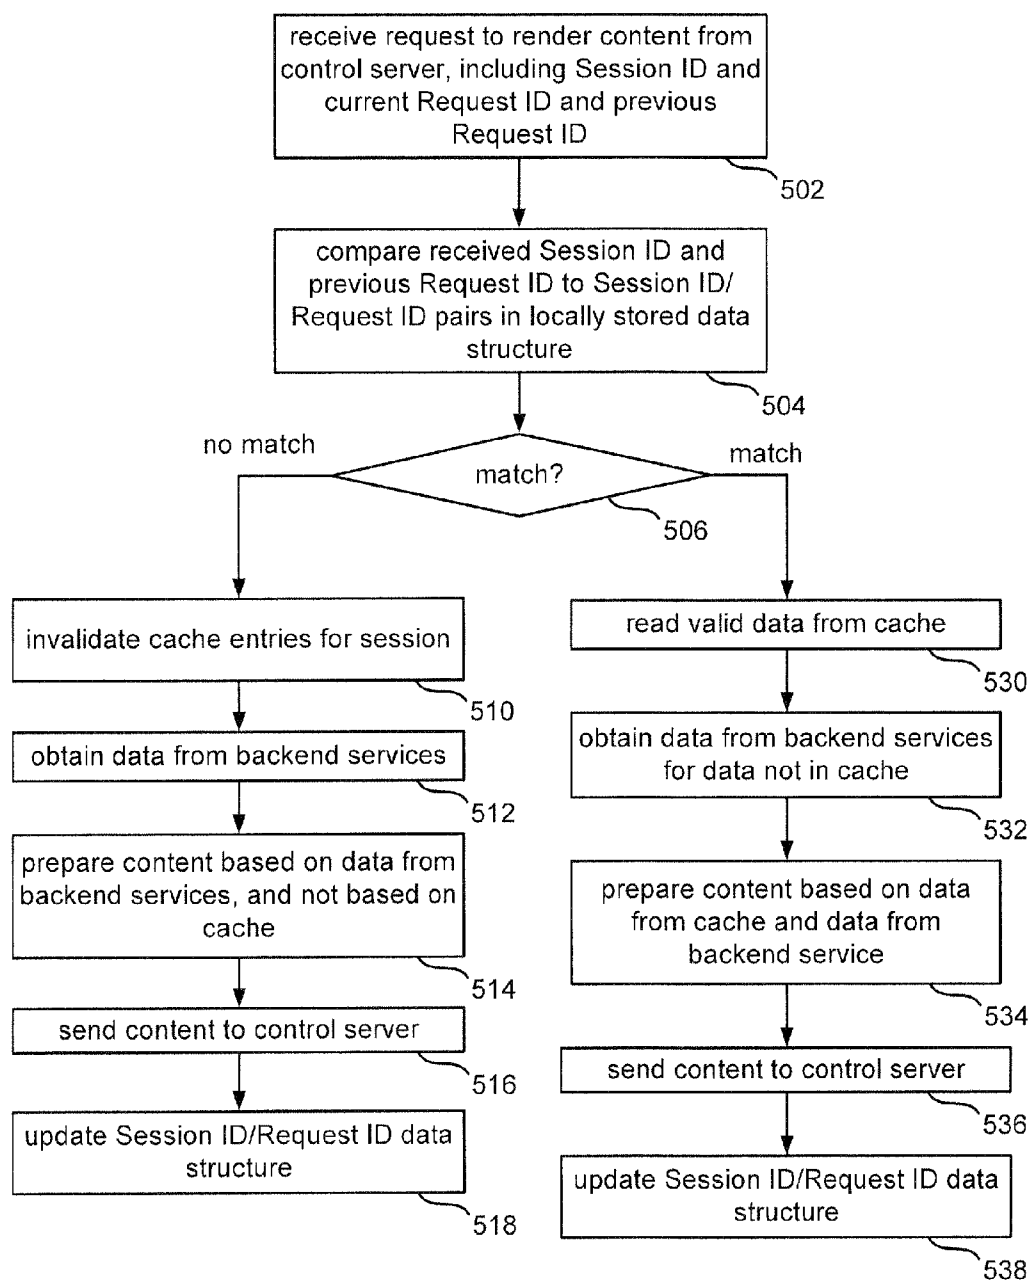 receive request to render content from
control server, including Session ID and
current Request ID and previous
Request ID
502
compare received Session ID and
previous Request ID to Session ID/
Request ID pairs in locally stored data
structure
504
no match
match?
match
506
invalidate cache entries for session
510
obtain data from backend services
512
prepare content based on data from
backend services, and not based on
cache
514
send content to control server
516
update Session ID/Request ID data
structure
518
read valid data from cache
530
obtain data from backend services
for data not in cache
532
prepare content based on data
from cache and data from
backend service
534
send content to control server
536
update Session ID/Request ID data
structure
538